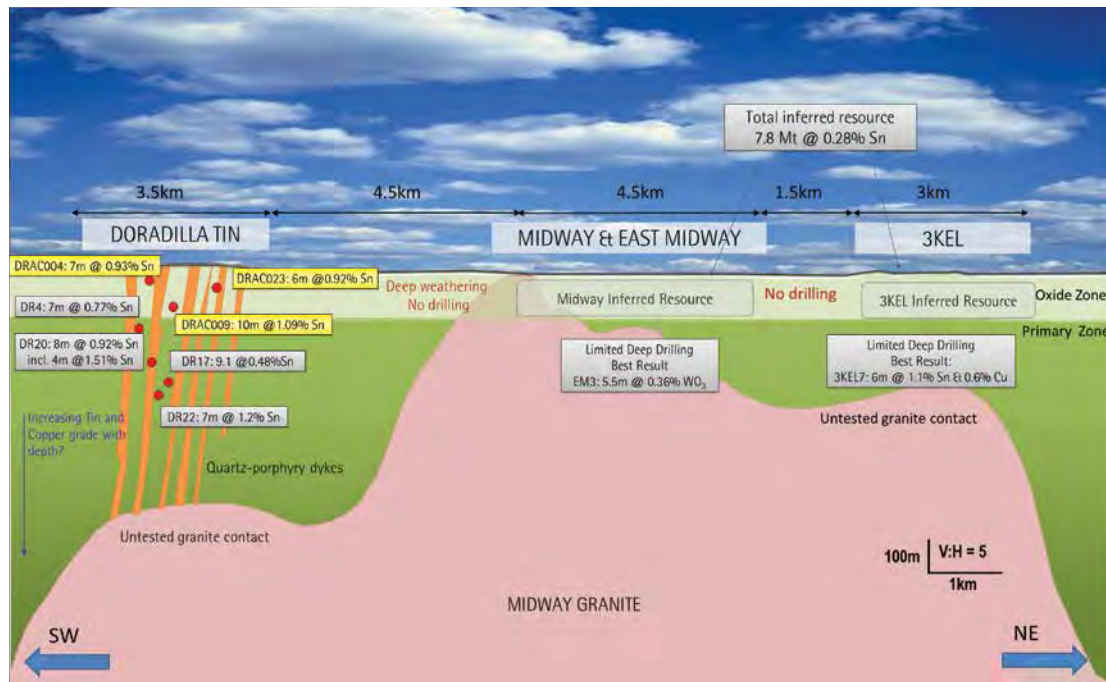 Total inferred resource
7.8 Mt @ 0.28% Sn
3.5km
4.5km
4.5km
1.5km
3km
DORADILLA TIN
MIDWAY & EAST MIDWAY
3KEL
DRAC004: 7m @ 0.93% Sn
DRAC023: 6m @0.92% Sn
Deep weathering
No drilling
Midway Inferred Resource
No drilling
3KEL Inferred Resource
Oxide Zone
DR4: 7m @ 0.77% Sn
DRAC009: 10m @1.09% Sn
Primary Zone
DR20: 8m @ 0.92% Sn
incl. 4m @1.51% Sn
DR17: 9.1 @0.48%Sn
Limited Deep Drilling
Best Result
EM3: 5.5m @ 0.36% WO₃
Limited Deep Drilling
Best Result:
3KEL7: 6m @ 1.1% Sn & 0.6% Cu
DR22: 7m @ 1.2% Sn
Increasing Tin and
Copper grade with
depth?
Untested granite contact
Quartz-porphyry dykes
Untested granite contact
100m
V:H = 5
1km
MIDWAY GRANITE
SW
NE